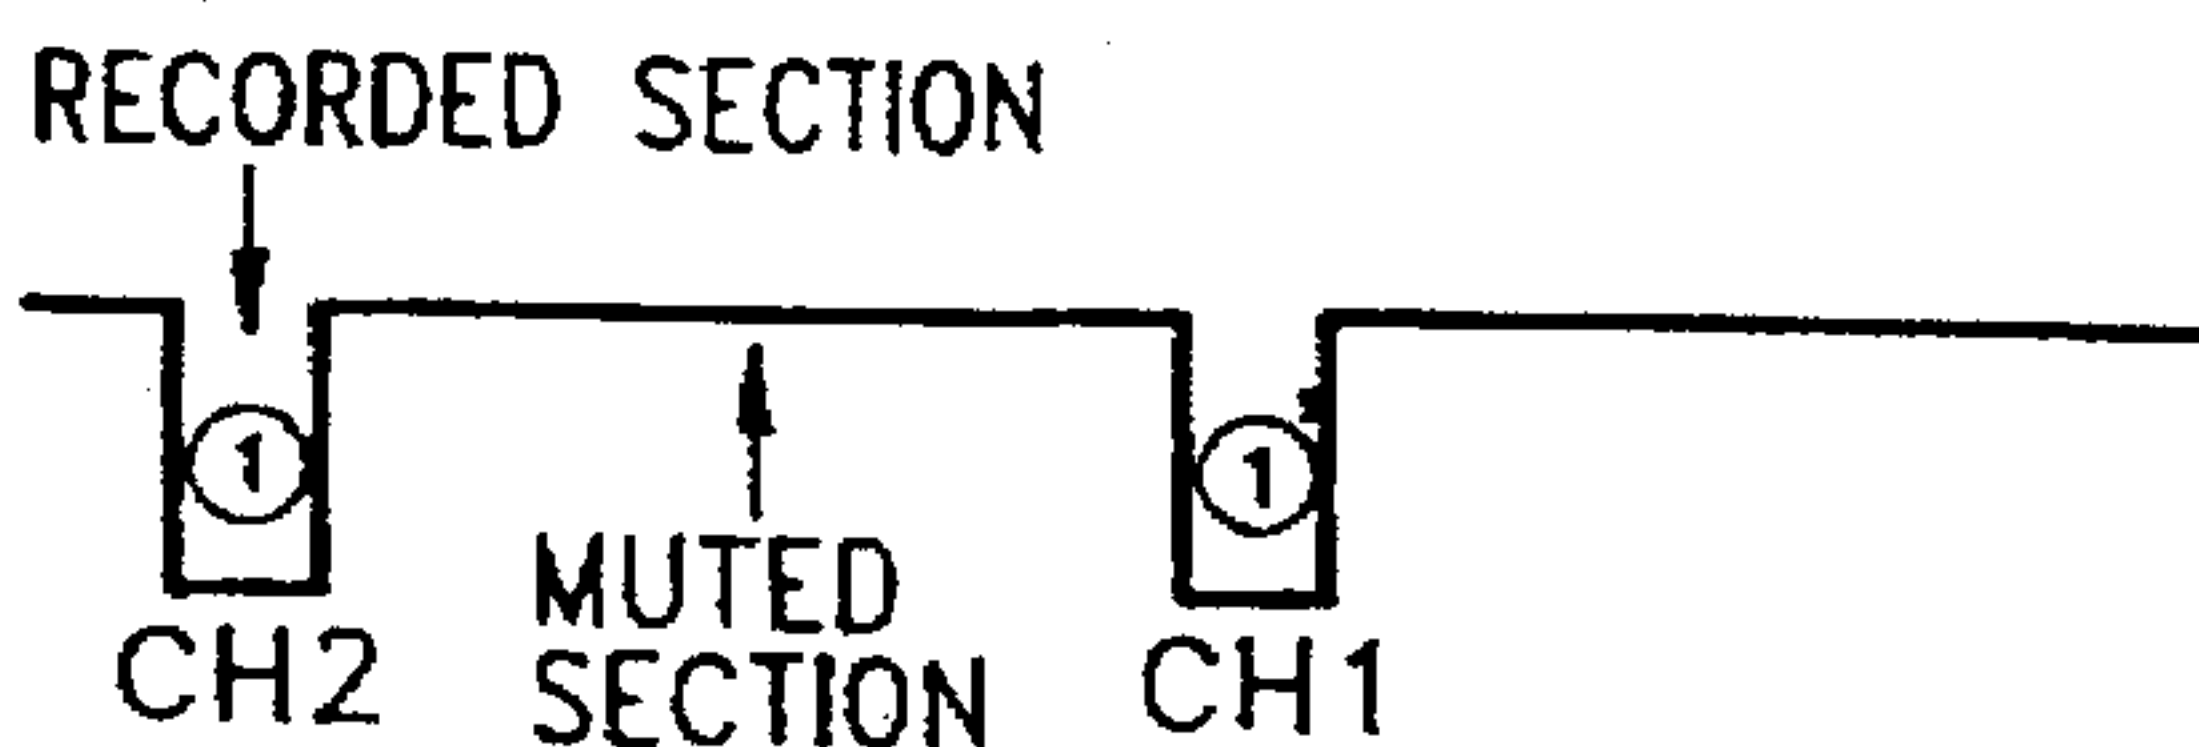 RECORDED SECTION
① ①
CH2 MUTED SECTION CH1